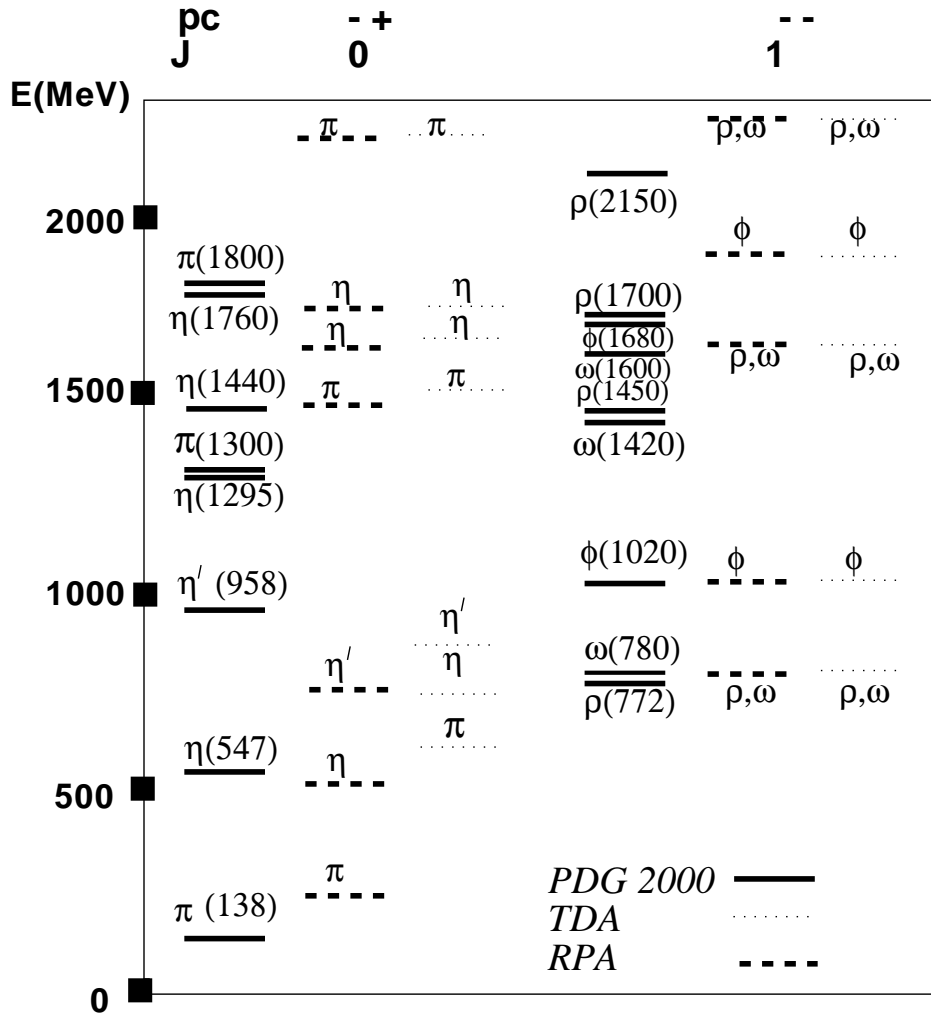 pc - + - -
J 0 1
E(MeV)
π π ρ,ω ρ,ω
ρ(2150)
2000
π(1800) φ φ
η(1760) η η ρ(1700)
η η φ(1680) ρ,ω ρ,ω
ω(1600)
1500 η(1440) π π ρ(1450)
π(1300) ω(1420)
η(1295)
1000 η′ (958) φ(1020) φ φ
η′
η′ η ω(780)
ρ(772) ρ,ω ρ,ω
π
η(547) η
500
π
π (138)
PDG 2000
TDA
RPA
0